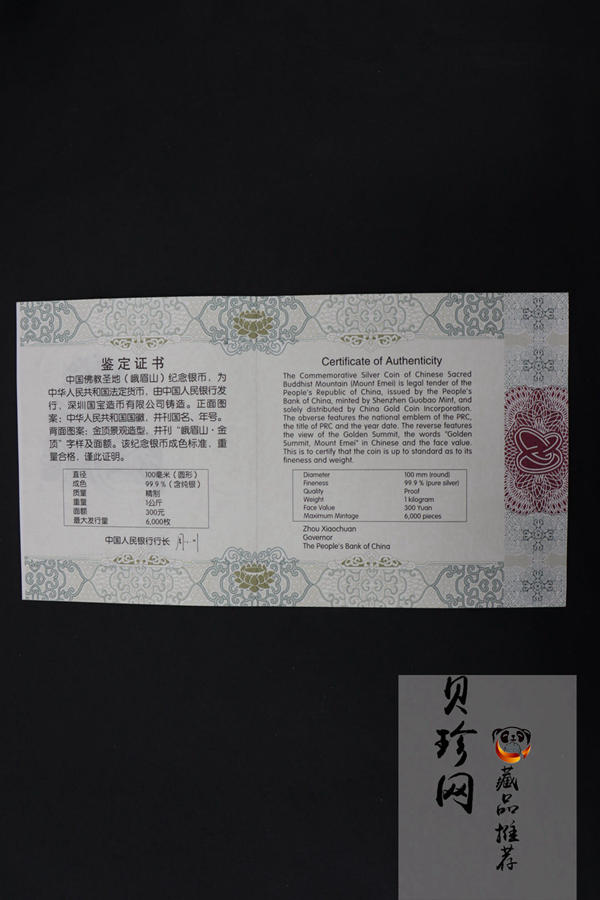 鉴定证书
中国佛教圣地（峨眉山）纪念银币，为
中华人民共和国法定货币，由中国人民银行发
行，深圳国宝造币有限公司铸造。正面图
案：中华人民共和国国徽，并刊国名、年号。
背面图案：金顶景观造型，并刊“峨眉山·金
顶”字样及面额。该纪念银币成色标准，重
量合格，谨此证明。
直径 100毫米（圆形）
成色 99.9%（含纯银）
质量 精制
重量 1公斤
面额 300元
最大发行量 6,000枚
中国人民银行行长
Certificate of Authenticity
The Commemorative Silver Coin of Chinese Sacred
Buddhist Mountain (Mount Emei) is legal tender of the
People's Republic of China, issued by the People's
Bank of China, minted by Shenzhen Guobao Mint, and
solely distributed by China Gold Coin Incorporation.
The obverse features the national emblem of the PRC,
the title of PRC and the year date. The reverse features
the view of the Golden Summit, the words "Golden
Summit, Mount Emei" in Chinese and the face value.
This is to certify that the coin is up to standard as to its
fineness and weight.
Diameter 100 mm (round)
Fineness 99.9 % (pure silver)
Quality Proof
Weight 1 kilogram
Face Value 300 Yuan
Maximum Mintage 6,000 pieces
Zhou Xiaochuan
Governor
The People's Bank of China
贝珍网
藏品推荐